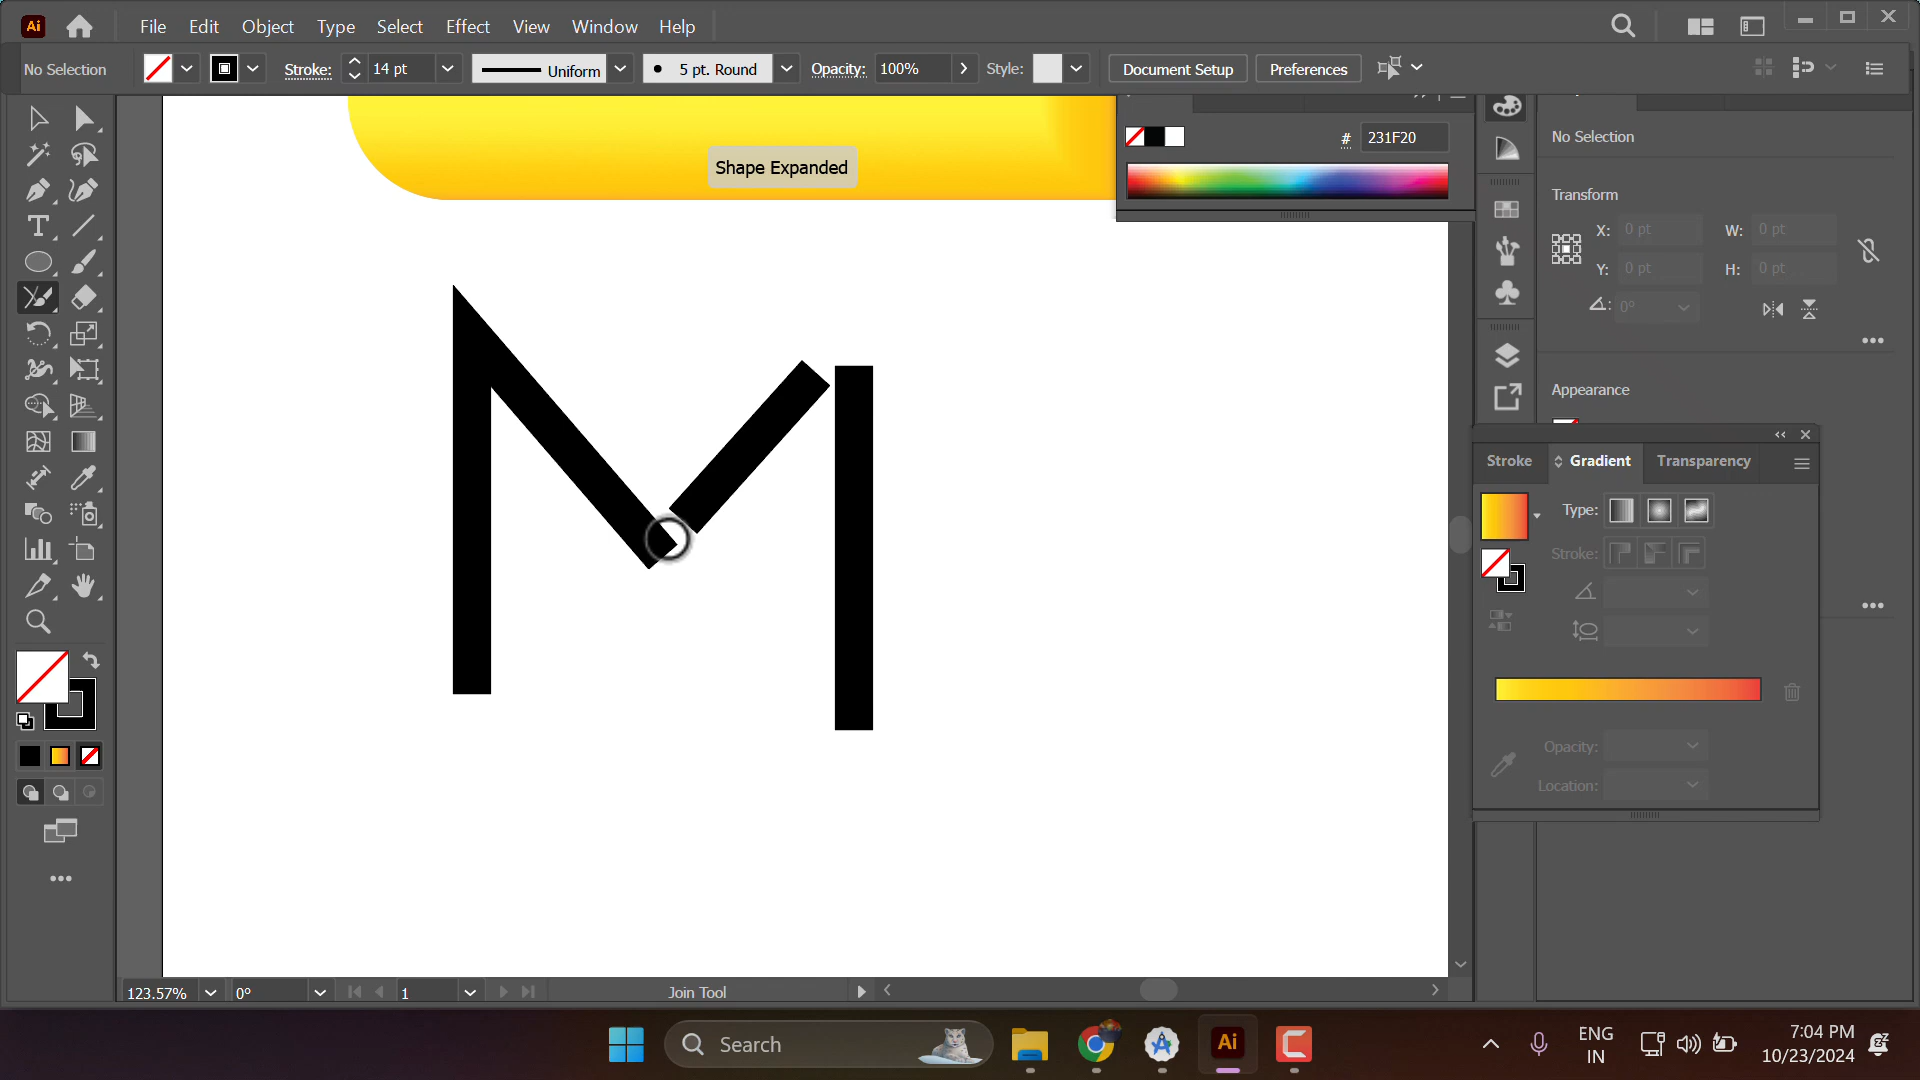 Ai File Edit Object Type Select Effect View Window Help
No Selection Stroke: 14 pt Uniform 5 pt. Round Opacity: 100% Style: Document Setup Preferences
Shape Expanded
# 231F20
No Selection
Transform
X: 0 pt W: 0 pt
Y: 0 pt H: 0 pt
0°
Appearance
Stroke Gradient Transparency
Type:
Stroke:
Opacity:
Location:
M
123.57% 0° 1 Join Tool
Search
Ai
ENG
IN
7:04 PM
10/23/2024